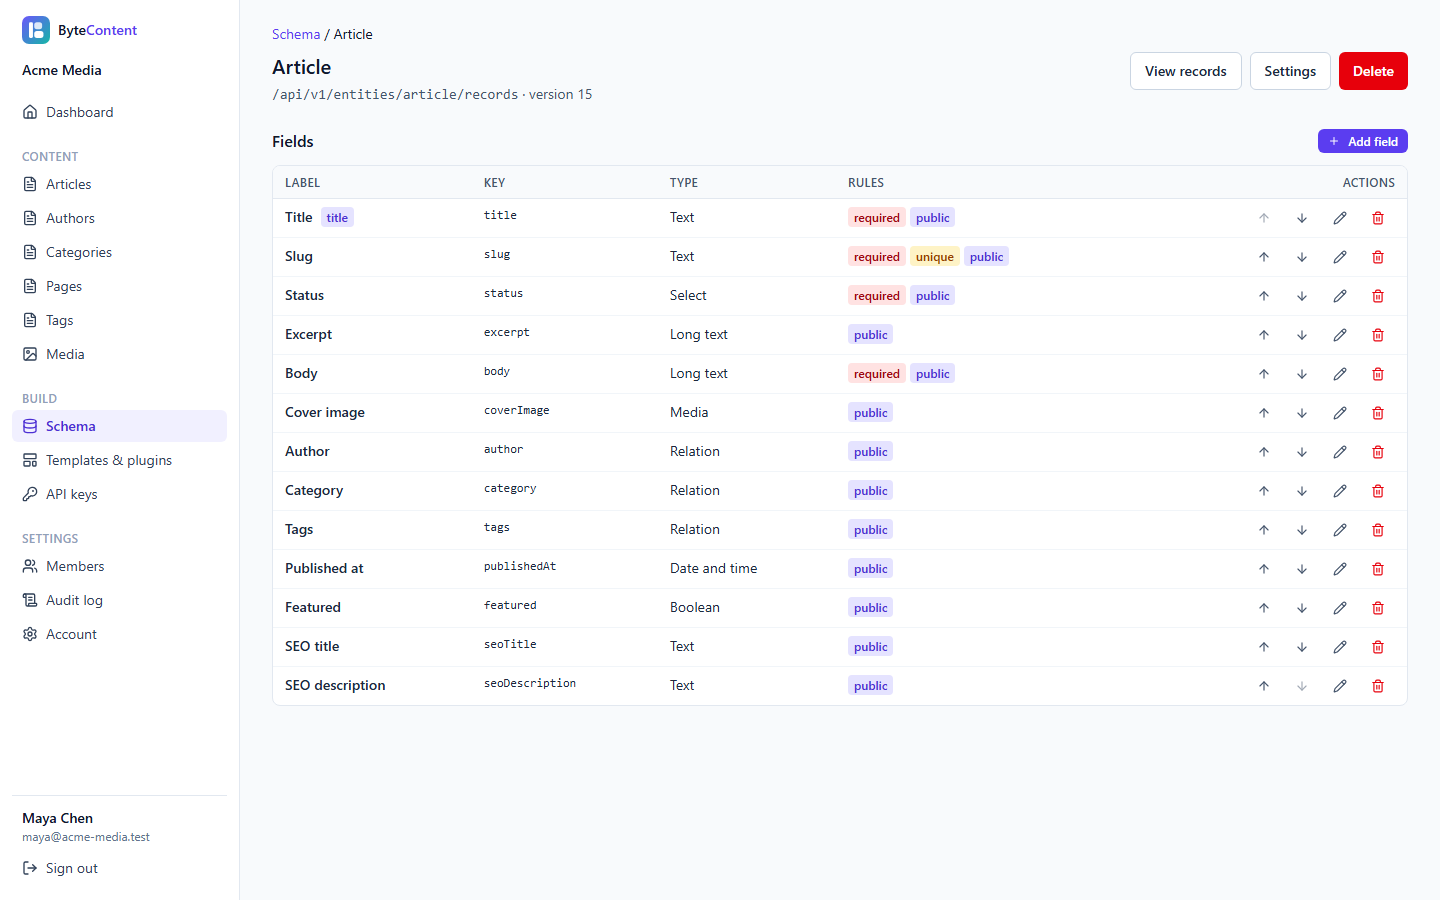 ByteContent
Acme Media
Dashboard
CONTENT
Articles
Authors
Categories
Pages
Tags
Media
BUILD
Schema
Templates & plugins
API keys
SETTINGS
Members
Audit log
Account
Maya Chen
maya@acme-media.test
Sign out
Schema / Article
Article
/api/v1/entities/article/records · version 15
View records Settings Delete
Fields
+ Add field
LABEL KEY TYPE RULES ACTIONS
Title title title Text required public
Slug slug Text required unique public
Status status Select required public
Excerpt excerpt Long text public
Body body Long text required public
Cover image coverImage Media public
Author author Relation public
Category category Relation public
Tags tags Relation public
Published at publishedAt Date and time public
Featured featured Boolean public
SEO title seoTitle Text public
SEO description seoDescription Text public